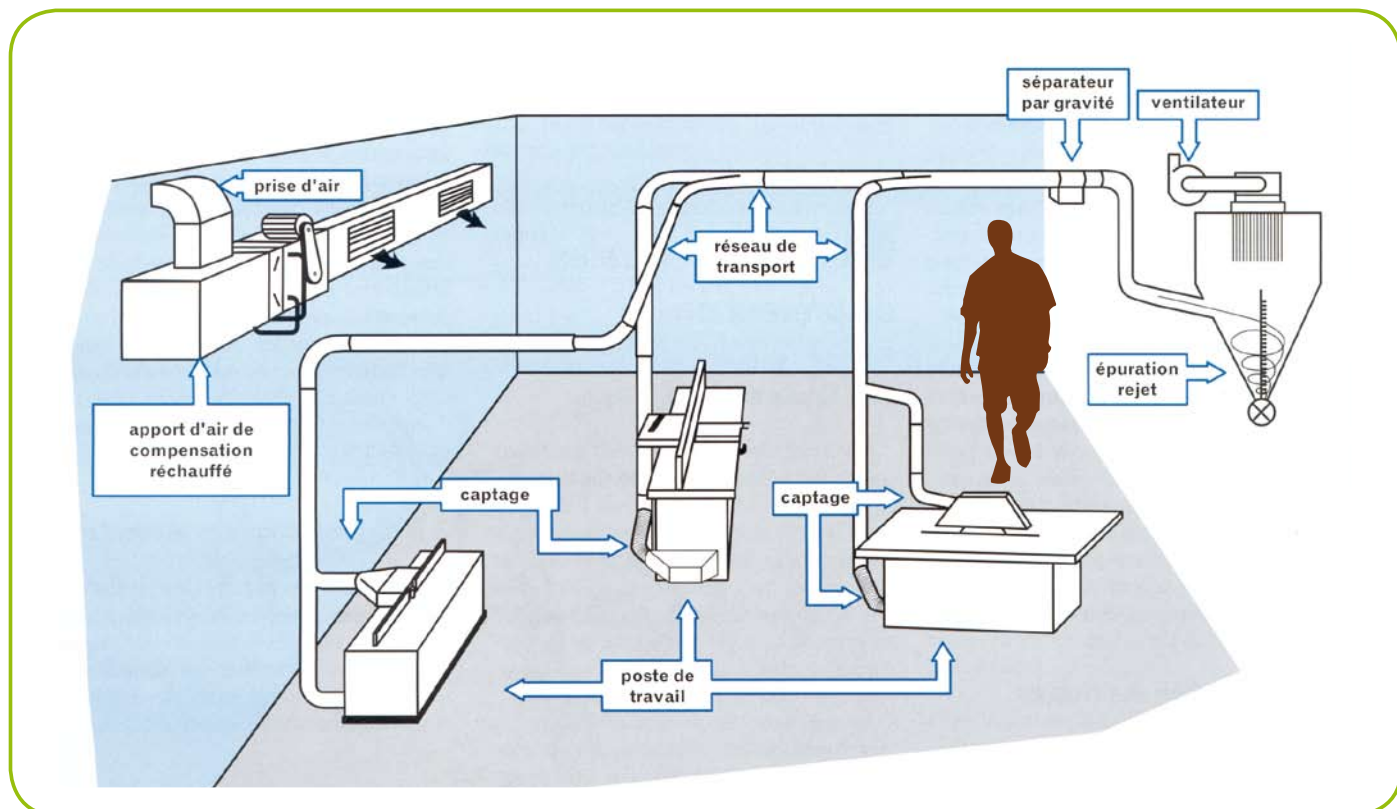 séparateur
par gravité
ventilateur
prise d'air
réseau de
transport
épuration
rejet
apport d'air de
compensation
réchauffé
captage
captage
poste de
travail